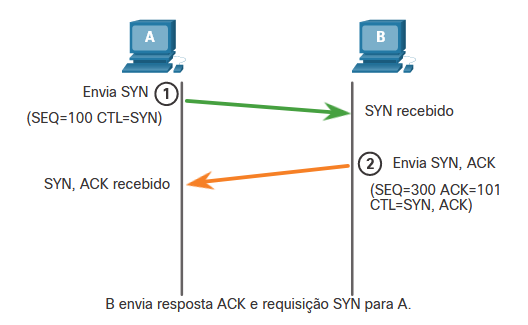 A
B
Envia SYN 1
(SEQ=100 CTL=SYN)
SYN recebido
2 Envia SYN, ACK
SYN, ACK recebido
(SEQ=300 ACK=101
CTL=SYN, ACK)
B envia resposta ACK e requisição SYN para A.